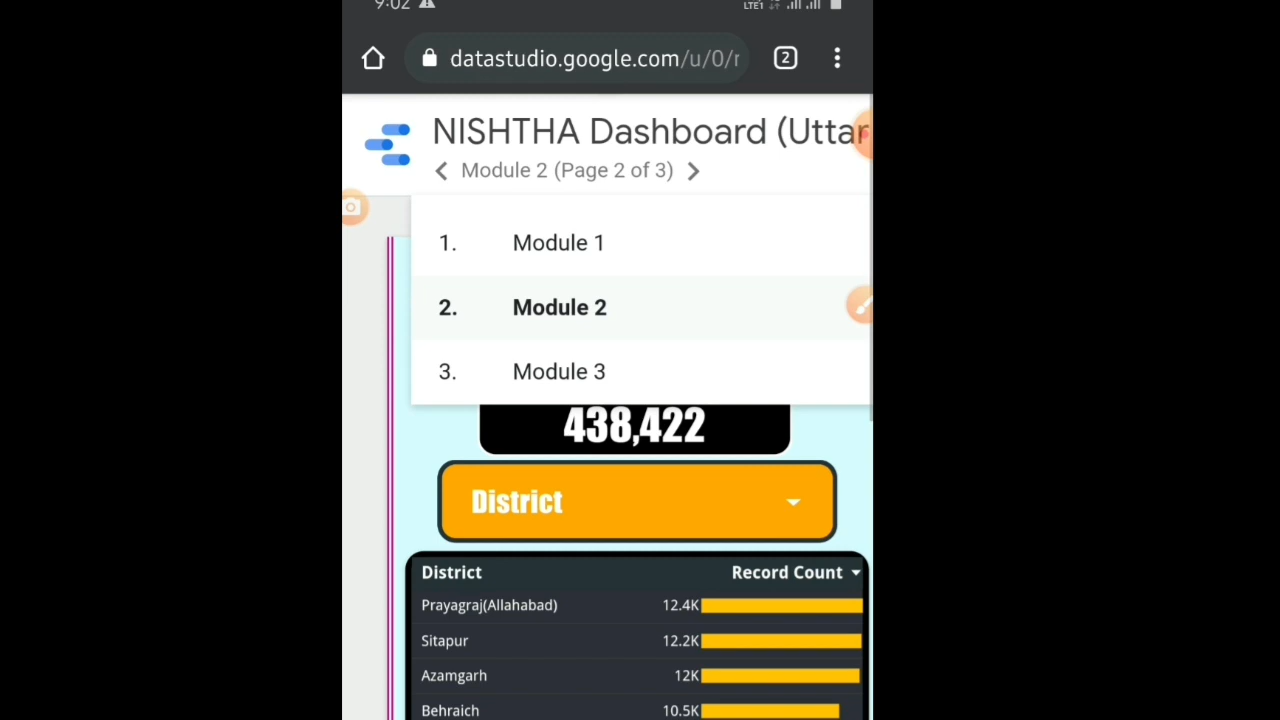 9:02
LTE1
datastudio.google.com/u/0/r
2
NISHTHA Dashboard (Uttar
Module 2 (Page 2 of 3)
1. Module 1
2. Module 2
3. Module 3
438,422
District
District Record Count
Prayagraj(Allahabad) 12.4K
Sitapur 12.2K
Azamgarh 12K
Behraich 10.5K